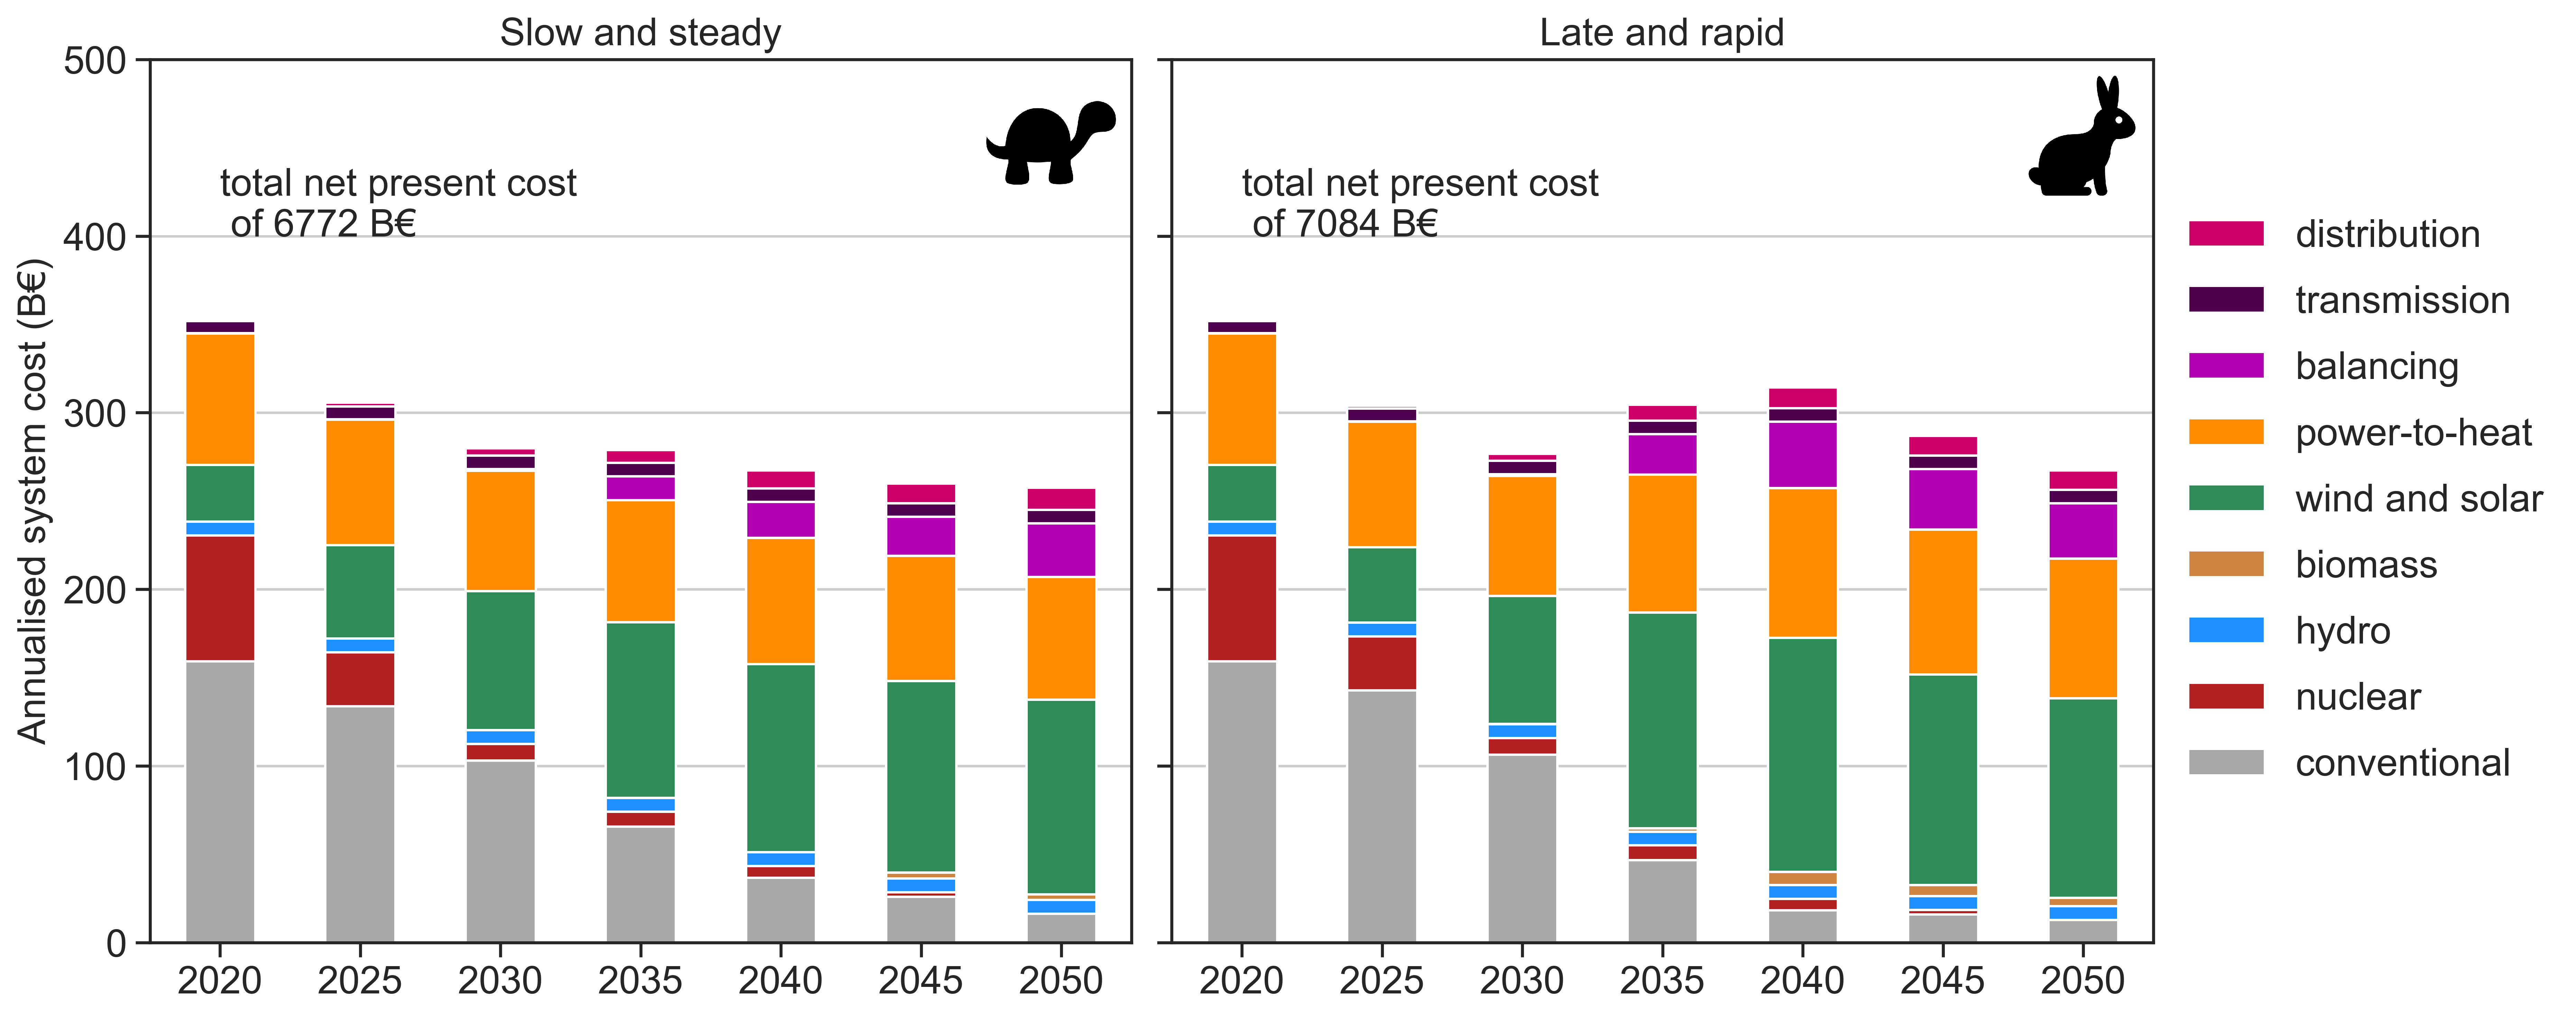 Slow and steady
Late and rapid
Annualised system cost (B€)
500
400
300
200
100
0
total net present cost
of 6772 B€
total net present cost
of 7084 B€
2020 2025 2030 2035 2040 2045 2050
2020 2025 2030 2035 2040 2045 2050
distribution
transmission
balancing
power-to-heat
wind and solar
biomass
hydro
nuclear
conventional